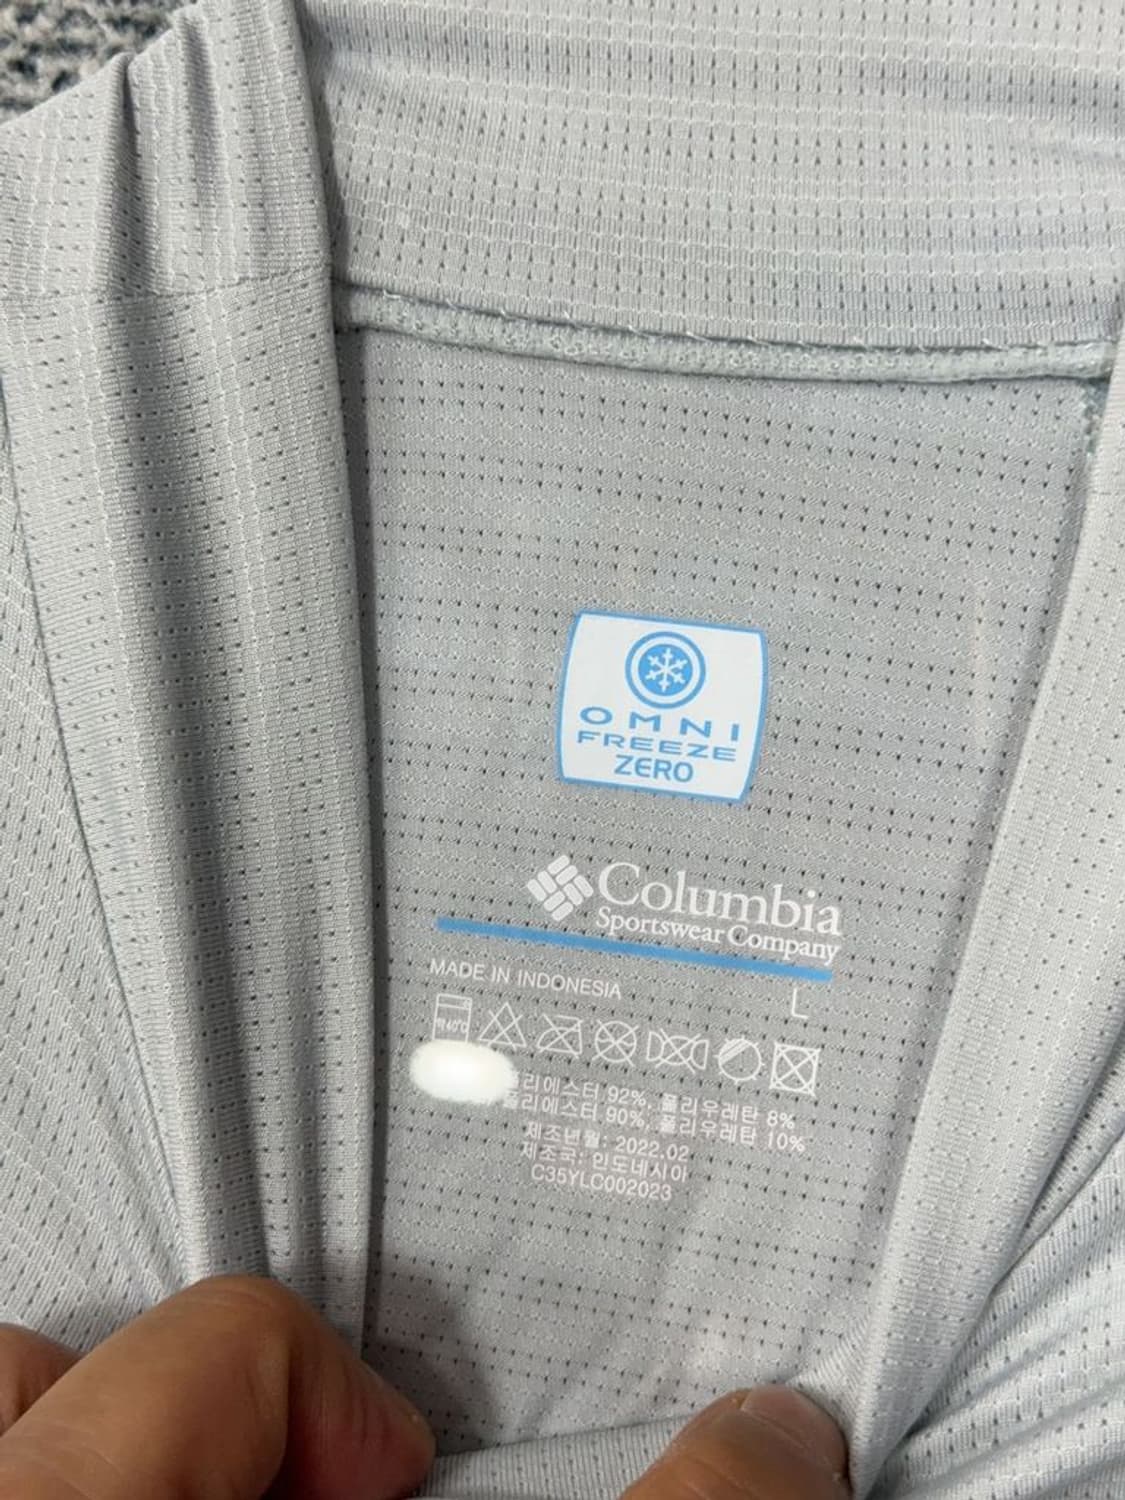 OMNI
FREEZE
ZERO
Columbia
Sportswear Company
MADE IN INDONESIA
L
리에스터 92%, 폴리우레탄 8%
폴리에스터 90%, 폴리우레탄 10%
제조년월: 2022.02
제조국: 인도네시아
C35YLC002023